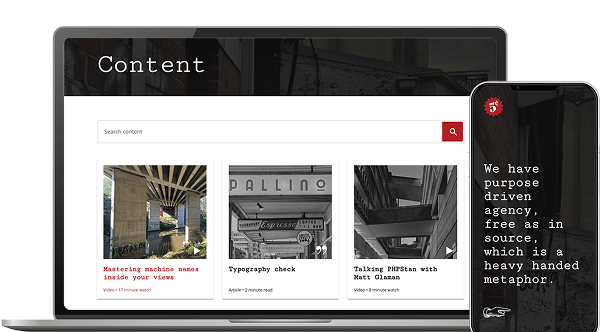 Content
Search content
PALLINO
Espresso
COFFEE
Mastering machine names
inside your views
Video • 17 minute watch
Typography check
Article • 2 minute read
Talking PHPStan with
Matt Glaman
Video • 8 minute watch
5¢
We have
purpose
driven
agency,
free as in
source,
which is a
heavy handed
metaphor.